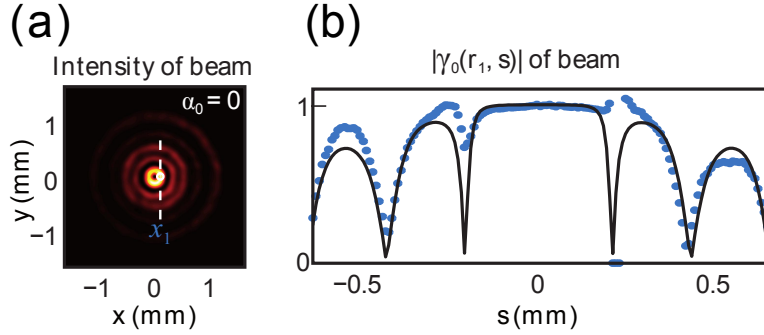 (a)
Intensity of beam
α₀ = 0
1
0
−1
y (mm)
x₁
−1 0 1
x (mm)
(b)
|γ₀(r₁, s)| of beam
1
0
−0.5 0 0.5
s (mm)